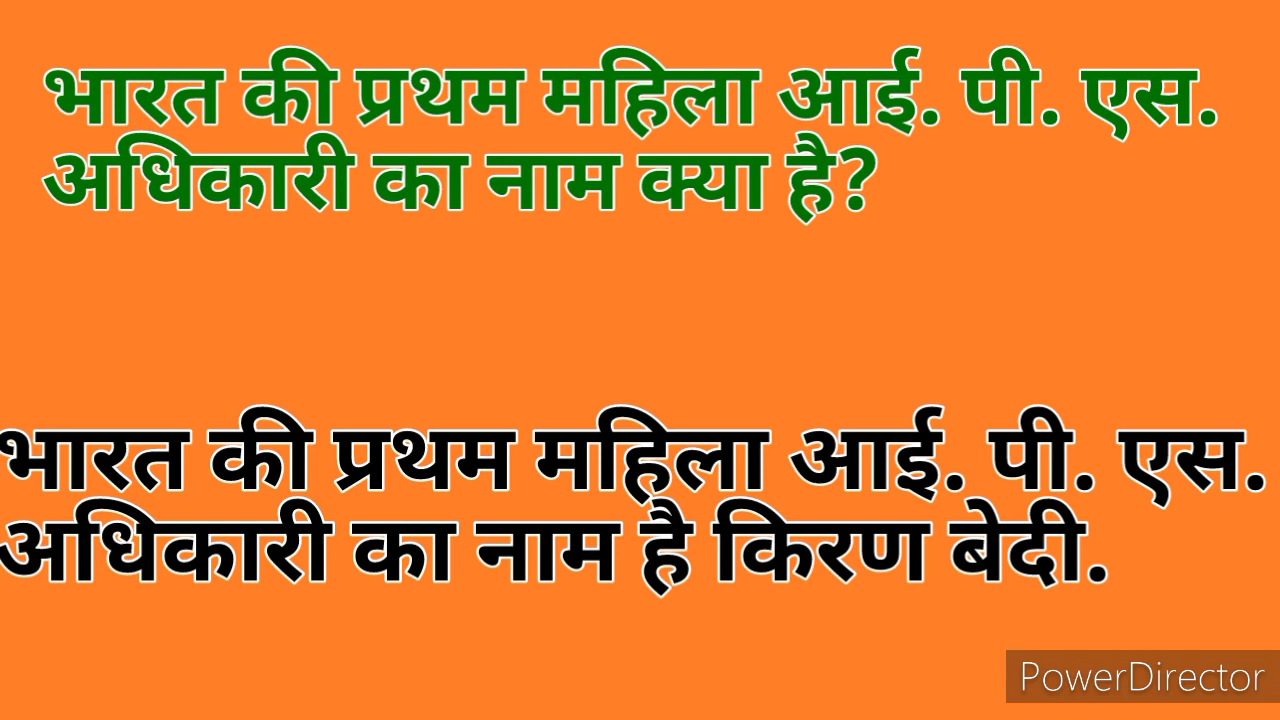 भारत की प्रथम महिला आई. पी. एस.
अधिकारी का नाम क्या है?
भारत की प्रथम महिला आई. पी. एस.
अधिकारी का नाम है किरण बेदी.
PowerDirector